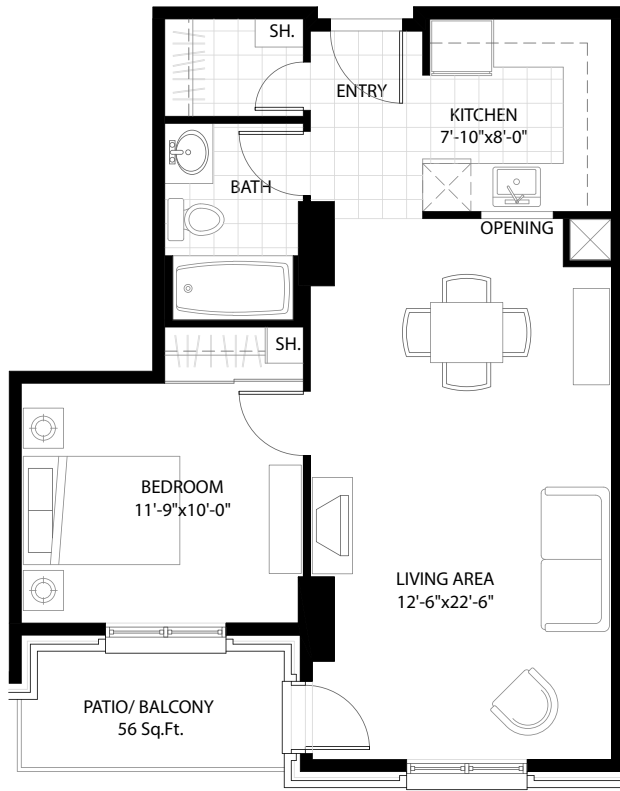 SH.
ENTRY
KITCHEN
7'-10"x8'-0"
BATH
OPENING
SH.
BEDROOM
11'-9"x10'-0"
LIVING AREA
12'-6"x22'-6"
PATIO/ BALCONY
56 Sq.Ft.